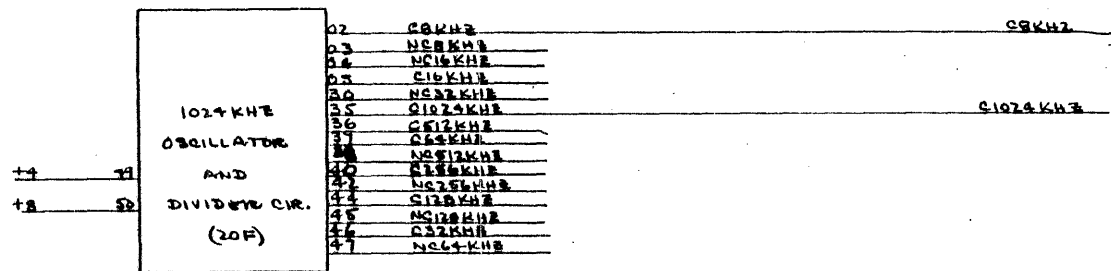 02 C8KHZ C8KHZ
03 NC8KHZ
04 NC16KHZ
05 C16KHZ
30 NC32KHZ
35 C1024KHZ C1024KHZ
36 C512KHZ
37 C64KHZ
NC512KHZ
40 C256KHZ
42 NC256KHZ
44 C128KHZ
45 NC128KHZ
46 C32KHZ
47 NC64KHZ
1024KHZ
OSCILLATOR
AND
DIVIDER CIR.
(20F)
+4 49
+8 50